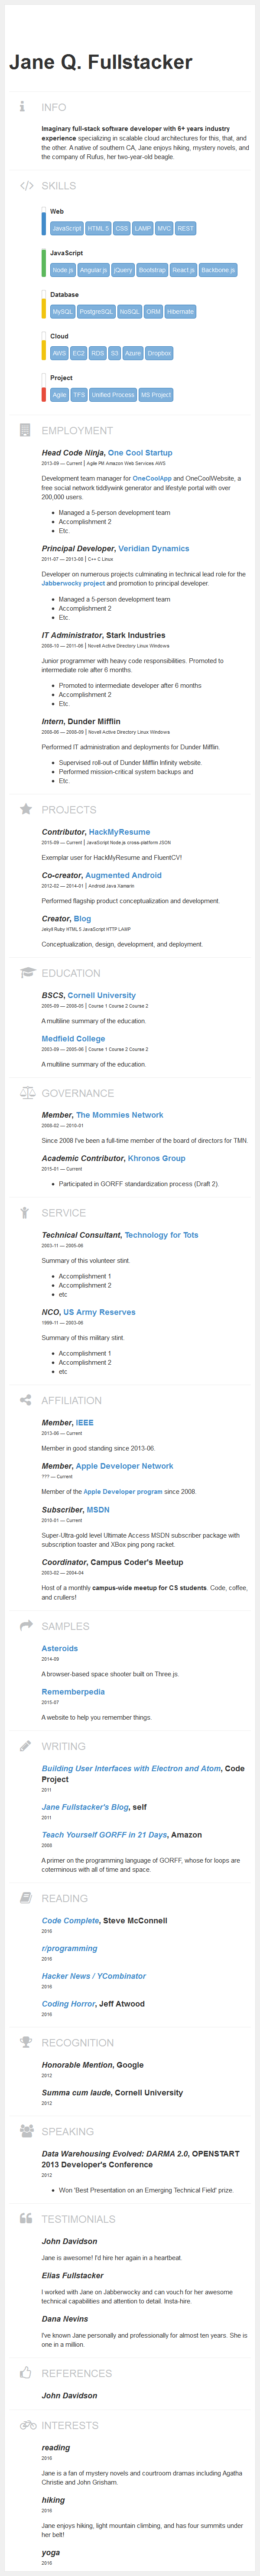 Jane Q. Fullstacker
INFO
Imaginary full-stack software developer with 6+ years industry
experience specializing in scalable cloud architectures for this, that, and
the other. A native of southern CA, Jane enjoys hiking, mystery novels, and
the company of Rufus, her two-year-old beagle.
SKILLS
Web
JavaScript HTML 5 CSS LAMP MVC REST
JavaScript
Node.js Angular.js jQuery Bootstrap React.js Backbone.js
Database
MySQL PostgreSQL NoSQL ORM Hibernate
Cloud
AWS EC2 RDS S3 Azure Dropbox
Project
Agile TFS Unified Process MS Project
EMPLOYMENT
Head Code Ninja, One Cool Startup
2013-09 — Current | Agile PM Amazon Web Services AWS
Development team manager for OneCoolApp and OneCoolWebsite, a
free social network tiddlywink generator and lifestyle portal with over
200,000 users.
Managed a 5-person development team
Accomplishment 2
Etc.
Principal Developer, Veridian Dynamics
2011-07 — 2013-08 | C++ C Linux
Developer on numerous projects culminating in technical lead role for the
Jabberwocky project and promotion to principal developer.
Managed a 5-person development team
Accomplishment 2
Etc.
IT Administrator, Stark Industries
2008-10 — 2011-06 | Novell Active Directory Linux Windows
Junior programmer with heavy code responsibilities. Promoted to
intermediate role after 6 months.
Promoted to intermediate developer after 6 months
Accomplishment 2
Etc.
Intern, Dunder Mifflin
2008-06 — 2008-09 | Novell Active Directory Linux Windows
Performed IT administration and deployments for Dunder Mifflin.
Supervised roll-out of Dunder Mifflin Infinity website.
Performed mission-critical system backups and
Etc.
PROJECTS
Contributor, HackMyResume
2015-09 — Current | JavaScript Node.js cross-platform JSON
Exemplar user for HackMyResume and FluentCV!
Co-creator, Augmented Android
2012-02 — 2014-01 | Android Java Xamarin
Performed flagship product conceptualization and development.
Creator, Blog
Jekyll Ruby HTML 5 JavaScript HTTP LAMP
Conceptualization, design, development, and deployment.
EDUCATION
BSCS, Cornell University
2005-09 — 2008-05 | Course 1 Course 2 Course 2
A multiline summary of the education.
Medfield College
2003-09 — 2005-06 | Course 1 Course 2 Course 2
A multiline summary of the education.
GOVERNANCE
Member, The Mommies Network
2008-02 — 2010-01
Since 2008 I've been a full-time member of the board of directors for TMN.
Academic Contributor, Khronos Group
2015-01 — Current
Participated in GORFF standardization process (Draft 2).
SERVICE
Technical Consultant, Technology for Tots
2003-11 — 2005-06
Summary of this volunteer stint.
Accomplishment 1
Accomplishment 2
etc
NCO, US Army Reserves
1999-11 — 2003-06
Summary of this military stint.
Accomplishment 1
Accomplishment 2
etc
AFFILIATION
Member, IEEE
2013-06 — Current
Member in good standing since 2013-06.
Member, Apple Developer Network
??? — Current
Member of the Apple Developer program since 2008.
Subscriber, MSDN
2010-01 — Current
Super-Ultra-gold level Ultimate Access MSDN subscriber package with
subscription toaster and XBox ping pong racket.
Coordinator, Campus Coder's Meetup
2003-02 — 2004-04
Host of a monthly campus-wide meetup for CS students. Code, coffee,
and crullers!
SAMPLES
Asteroids
2014-09
A browser-based space shooter built on Three.js.
Rememberpedia
2015-07
A website to help you remember things.
WRITING
Building User Interfaces with Electron and Atom, Code
Project
2011
Jane Fullstacker's Blog, self
2011
Teach Yourself GORFF in 21 Days, Amazon
2008
A primer on the programming language of GORFF, whose for loops are
coterminous with all of time and space.
READING
Code Complete, Steve McConnell
2016
r/programming
2016
Hacker News / YCombinator
2016
Coding Horror, Jeff Atwood
2016
RECOGNITION
Honorable Mention, Google
2012
Summa cum laude, Cornell University
2012
SPEAKING
Data Warehousing Evolved: DARMA 2.0, OPENSTART
2013 Developer's Conference
2012
Won 'Best Presentation on an Emerging Technical Field' prize.
TESTIMONIALS
John Davidson
Jane is awesome! I'd hire her again in a heartbeat.
Elias Fullstacker
I worked with Jane on Jabberwocky and can vouch for her awesome
technical capabilities and attention to detail. Insta-hire.
Dana Nevins
I've known Jane personally and professionally for almost ten years. She is
one in a million.
REFERENCES
John Davidson
INTERESTS
reading
2016
Jane is a fan of mystery novels and courtroom dramas including Agatha
Christie and John Grisham.
hiking
2016
Jane enjoys hiking, light mountain climbing, and has four summits under
her belt!
yoga
2016